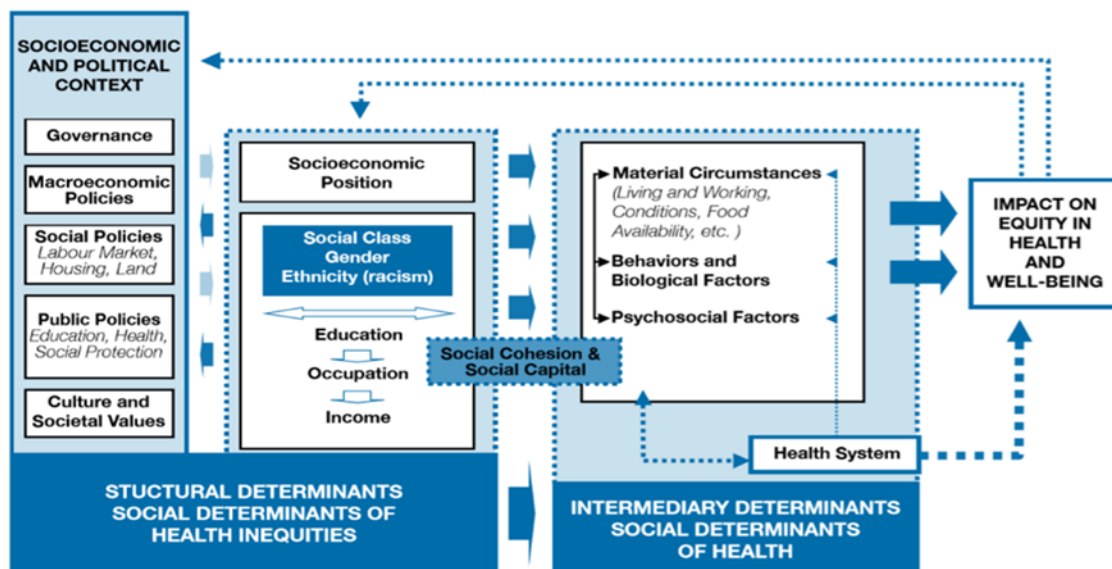 SOCIOECONOMIC
AND POLITICAL
CONTEXT
Governance
Macroeconomic
Policies
Social Policies
Labour Market,
Housing, Land
Public Policies
Education, Health,
Social Protection
Culture and
Societal Values
Socioeconomic
Position
Social Class
Gender
Ethnicity (racism)
Education
Occupation
Income
Social Cohesion &
Social Capital
Material Circumstances
(Living and Working,
Conditions, Food
Availability, etc. )
Behaviors and
Biological Factors
Psychosocial Factors
Health System
IMPACT ON
EQUITY IN
HEALTH
AND
WELL-BEING
STUCTURAL DETERMINANTS
SOCIAL DETERMINANTS OF
HEALTH INEQUITIES
INTERMEDIARY DETERMINANTS
SOCIAL DETERMINANTS
OF HEALTH